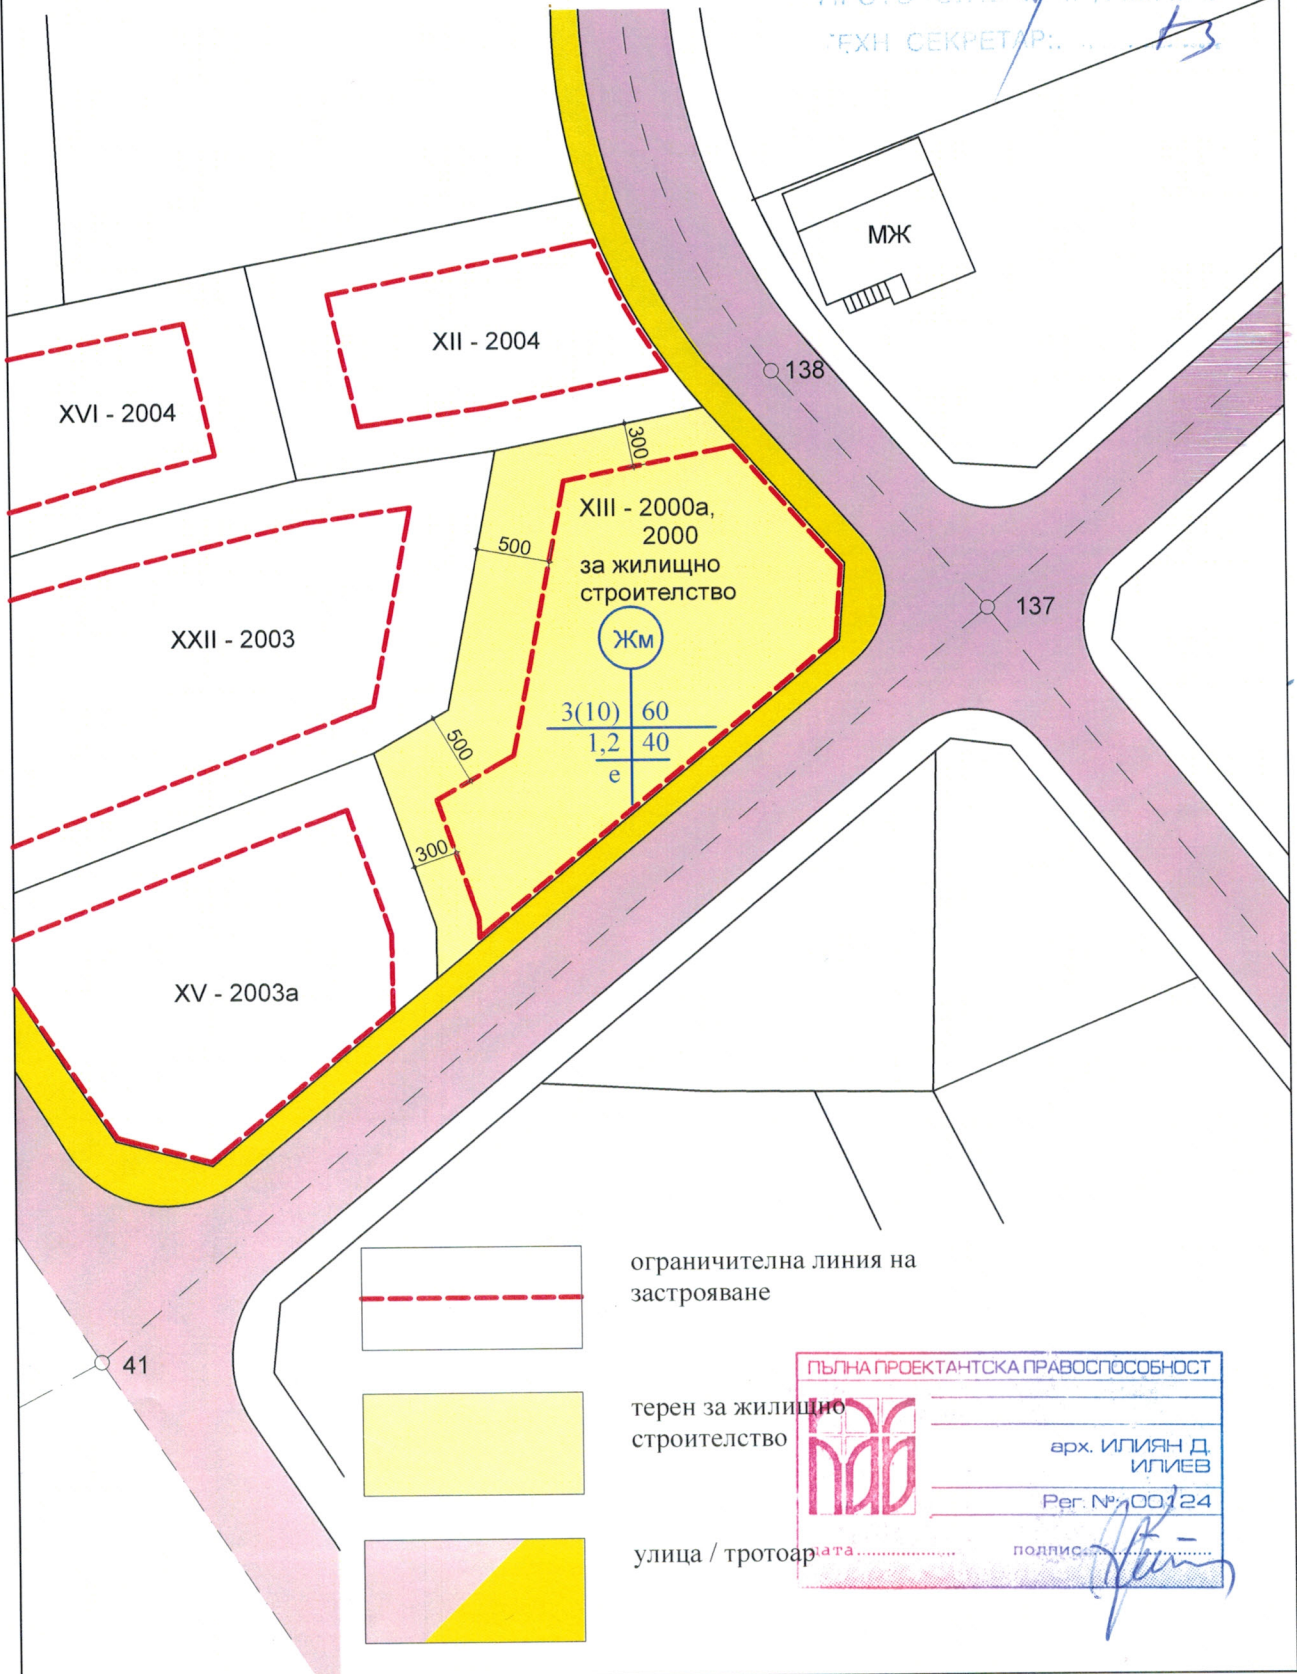 ТЕХН СЕКРЕТАР:
МЖ
XII - 2004
138
XVI - 2004
300
XIII - 2000а,
2000
за жилищно
строителство
500
137
XXII - 2003
Жм
3(10) 60
1,2 40
е
500
300
XV - 2003а
41
ограничителна линия на
застрояване
терен за жилищно
строителство
улица / тротоар
ПЪЛНА ПРОЕКТАНТСКА ПРАВОСПОСОБНОСТ
арх. ИЛИЯН Д.
ИЛИЕВ
Рег. №: 00124
дата
подпис